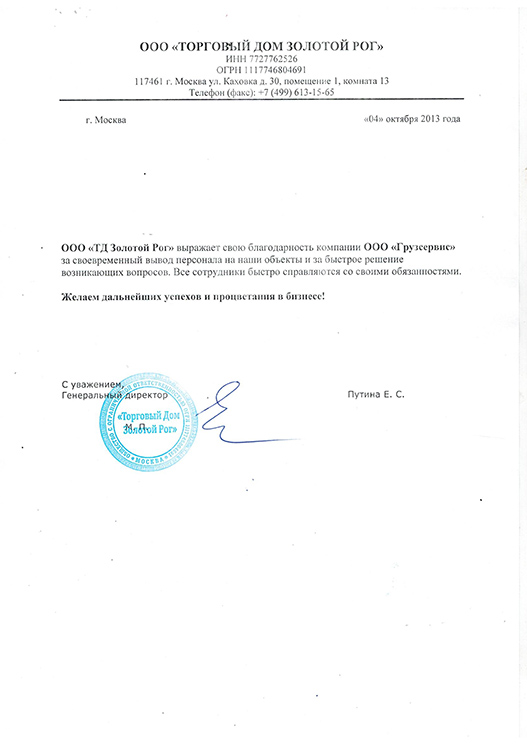 ООО «ТОРГОВЫЙ ДОМ ЗОЛОТОЙ РОГ»
ИНН 7727762526
ОГРН 1117746804691
117461 г. Москва ул. Каховка д. 30, помещение 1, комната 13
Телефон (факс): +7 (499) 613-15-65
г. Москва «04» октября 2013 года
ООО «ТД Золотой Рог» выражает свою благодарность компании ООО «Грузсервис»
за своевременный вывод персонала на наши объекты и за быстрое решение
возникающих вопросов. Все сотрудники быстро справляются со своими обязанностями.
Желаем дальнейших успехов и процветания в бизнесе!
С уважением,
Генеральный директор Путина Е. С.
«Торговый Дом
Золотой Рог»
М.П.
МОСКВА